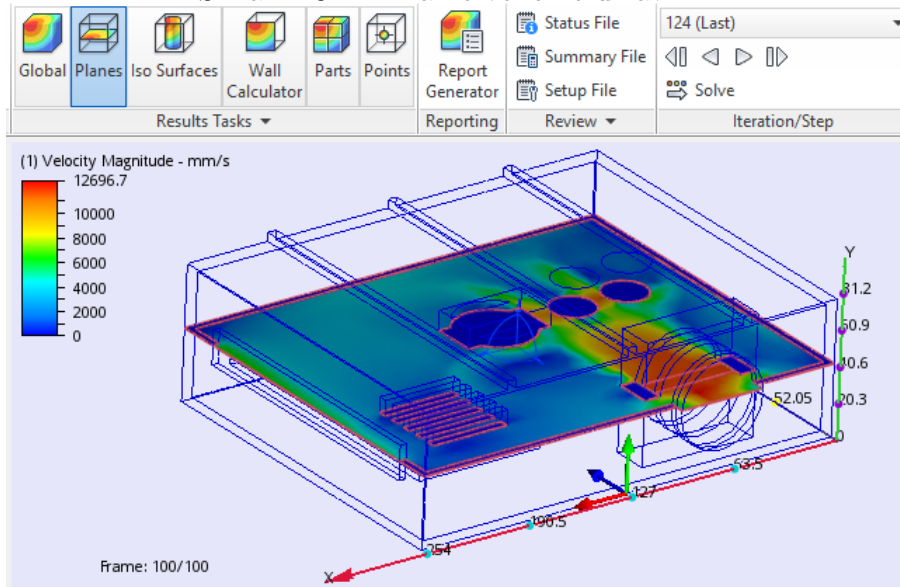 Global Planes Iso Surfaces Wall Calculator Parts Points
Results Tasks
Report Generator
Reporting
Status File
Summary File
Setup File
Review
124 (Last)
Solve
Iteration/Step
(1) Velocity Magnitude - mm/s
12696.7
10000
8000
6000
4000
2000
0
Y
81.2
60.9
40.6
20.3
0
52.05
63.5
127
190.5
254
X
Frame: 100/100